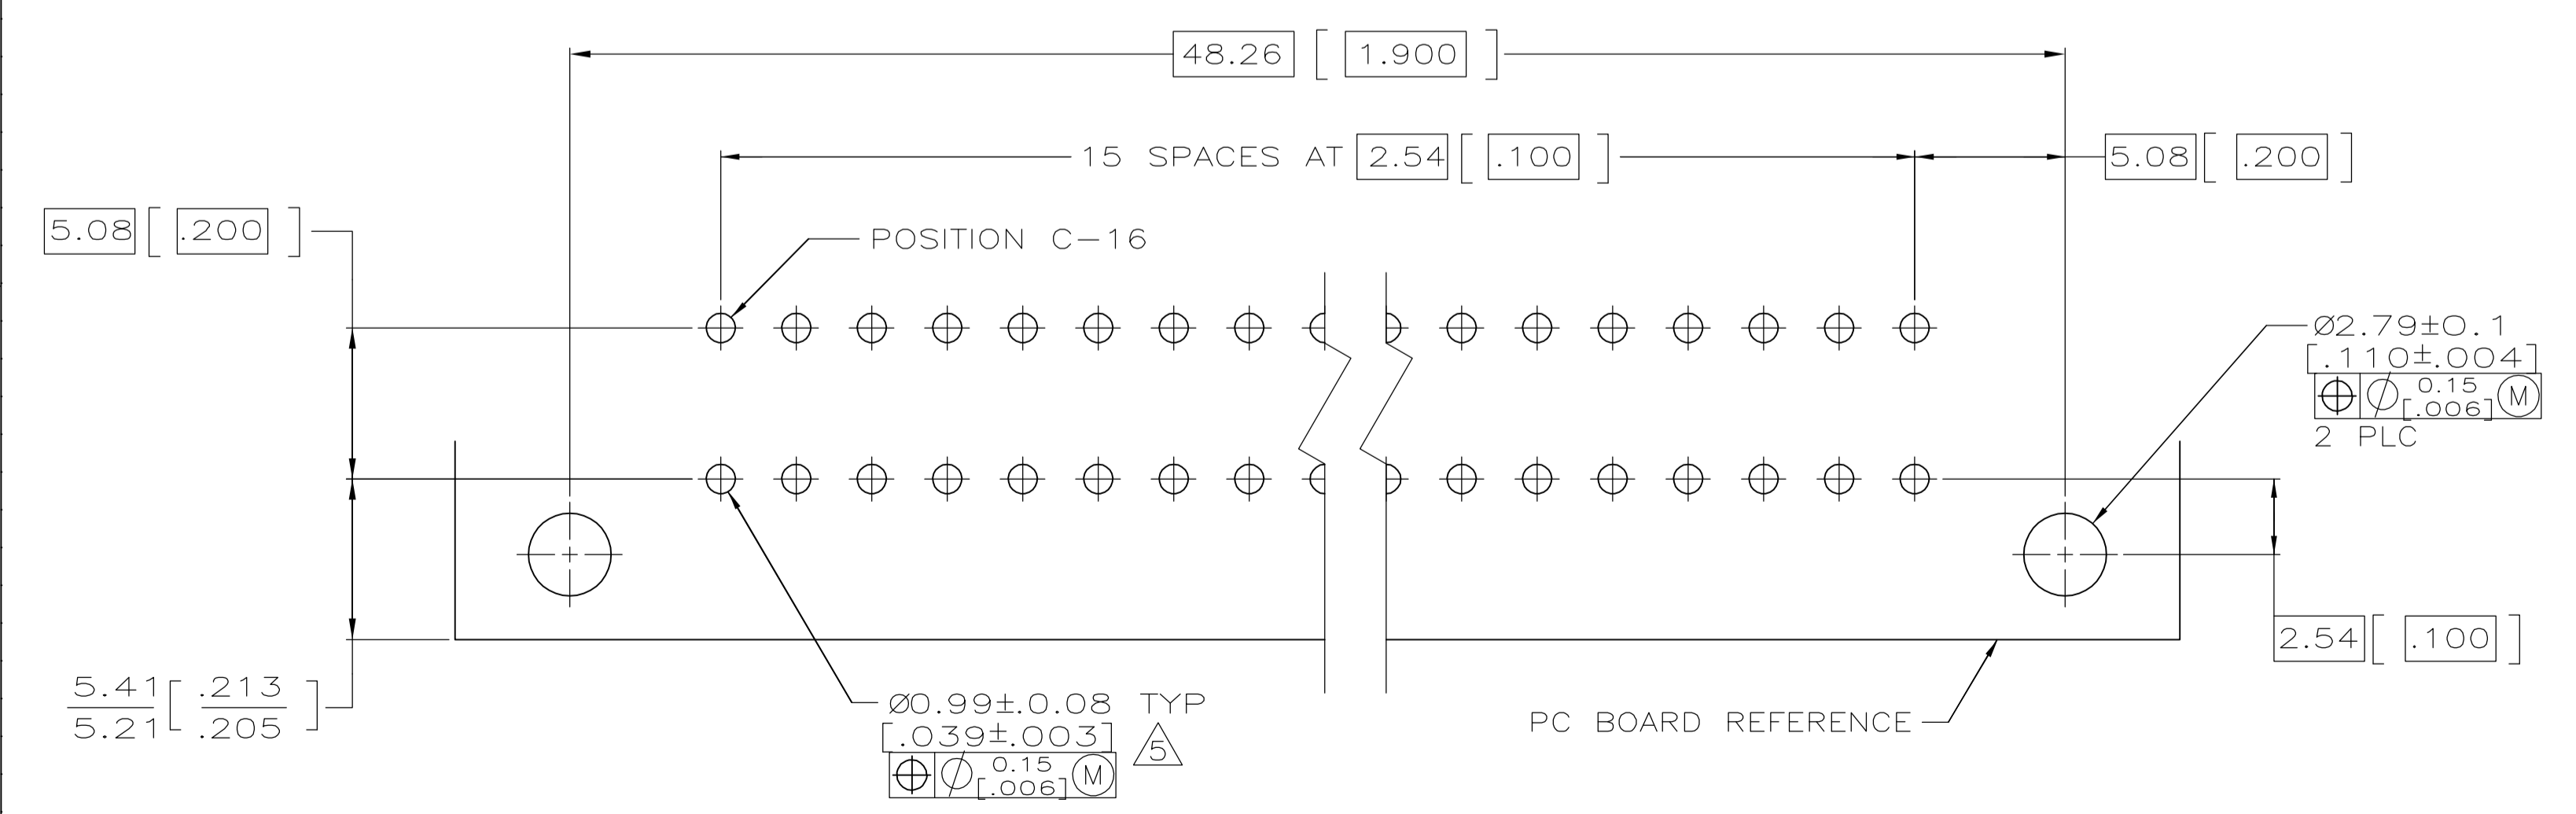 48.26 [ 1.900 ]
15 SPACES AT 2.54 [ .100 ]
5.08 [ .200 ]
5.08 [ .200 ]
POSITION C-16
Ø2.79±0.1
[.110±.004]
⌖ Ø 0.15 Ⓜ
[.006]
2 PLC
2.54 [ .100 ]
5.41 [ .213 ]
5.21 .205
Ø0.99±0.08 TYP
[.039±.003] 5
⌖ Ø 0.15 Ⓜ
[.006]
PC BOARD REFERENCE